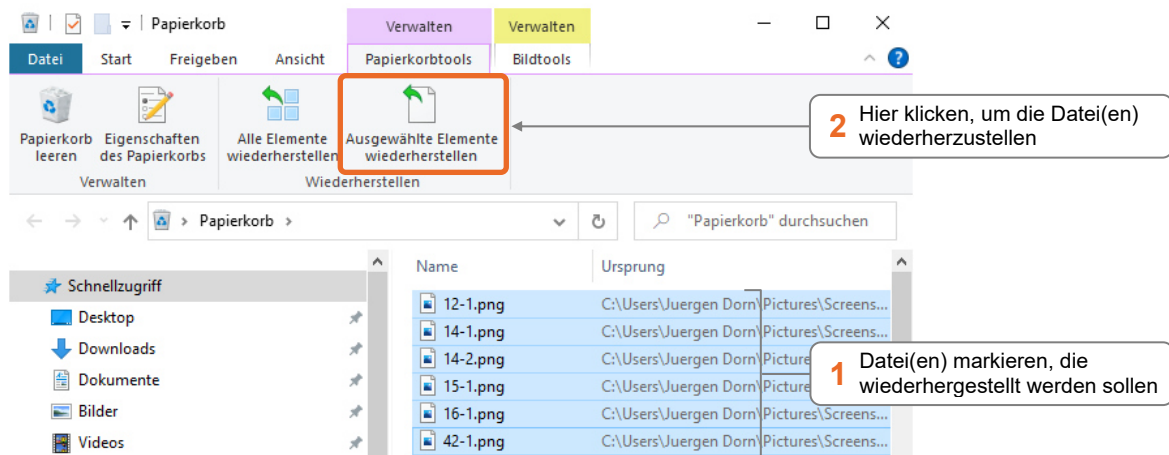 Papierkorb
Verwalten
Verwalten
Datei
Start
Freigeben
Ansicht
Papierkorbtools
Bildtools
?
Papierkorb
leeren
Eigenschaften
des Papierkorbs
Alle Elemente
wiederherstellen
Ausgewählte Elemente
wiederherstellen
Verwalten
Wiederherstellen
2 Hier klicken, um die Datei(en)
wiederherzustellen
Papierkorb
"Papierkorb" durchsuchen
Name
Ursprung
Schnellzugriff
Desktop
Downloads
Dokumente
Bilder
Videos
12-1.png C:\Users\Juergen Dorn\Pictures\Screens...
14-1.png C:\Users\Juergen Dorn\Pictures\Screens...
14-2.png C:\Users\Juergen Dorn\Picture
15-1.png C:\Users\Juergen Dorn\Picture
16-1.png C:\Users\Juergen Dorn\Pictures\Screens...
42-1.png C:\Users\Juergen Dorn\Pictures\Screens...
1 Datei(en) markieren, die
wiederhergestellt werden sollen